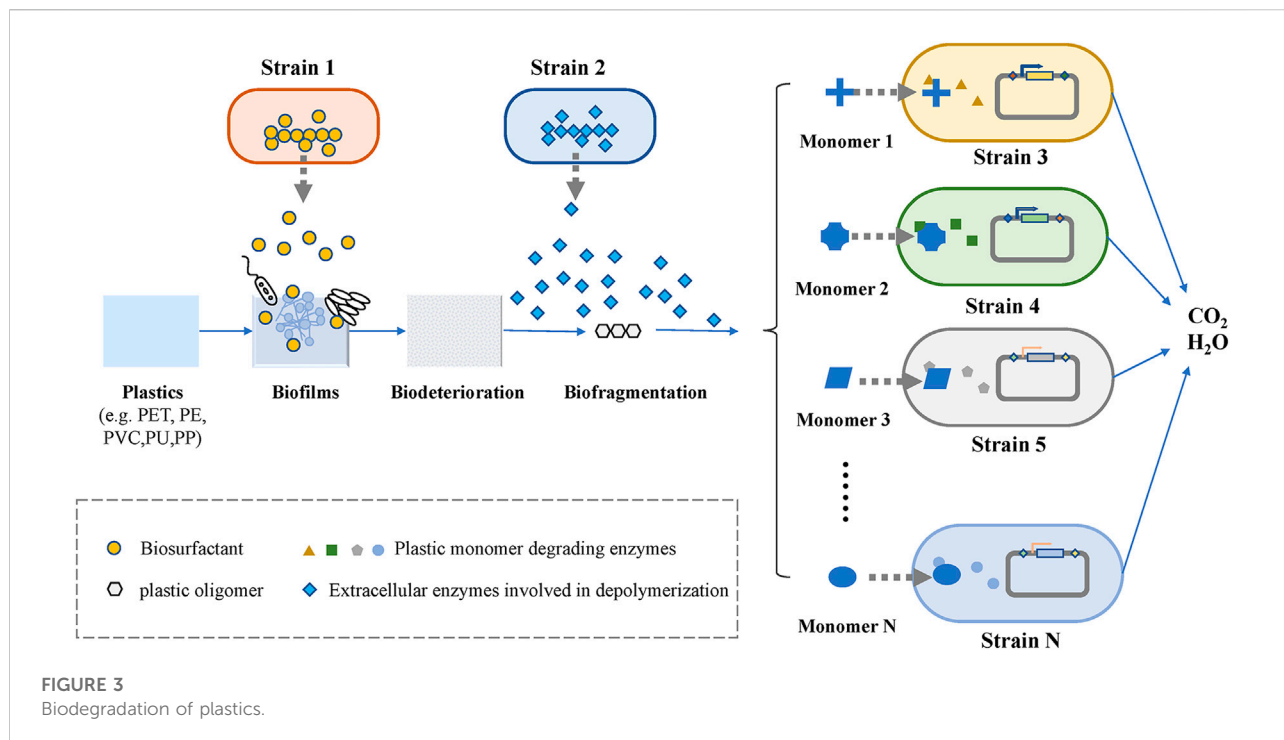 Strain 1
Strain 2
Monomer 1
Strain 3
Monomer 2
Strain 4
CO2
H2O
Plastics
(e.g. PET, PE,
PVC,PU,PP)
Biofilms
Biodeterioration
Biofragmentation
Monomer 3
Strain 5
Biosurfactant
Plastic monomer degrading enzymes
plastic oligomer
Extracellular enzymes involved in depolymerization
Monomer N
Strain N
FIGURE 3
Biodegradation of plastics.